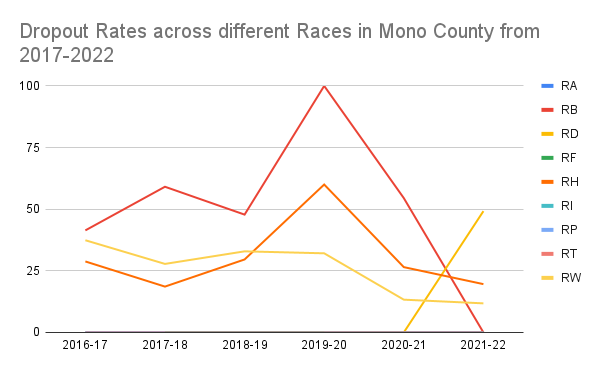 Dropout Rates across different Races in Mono County from
2017-2022
100
75
50
25
0
2016-17
2017-18
2018-19
2019-20
2020-21
2021-22
RA
RB
RD
RF
RH
RI
RP
RT
RW